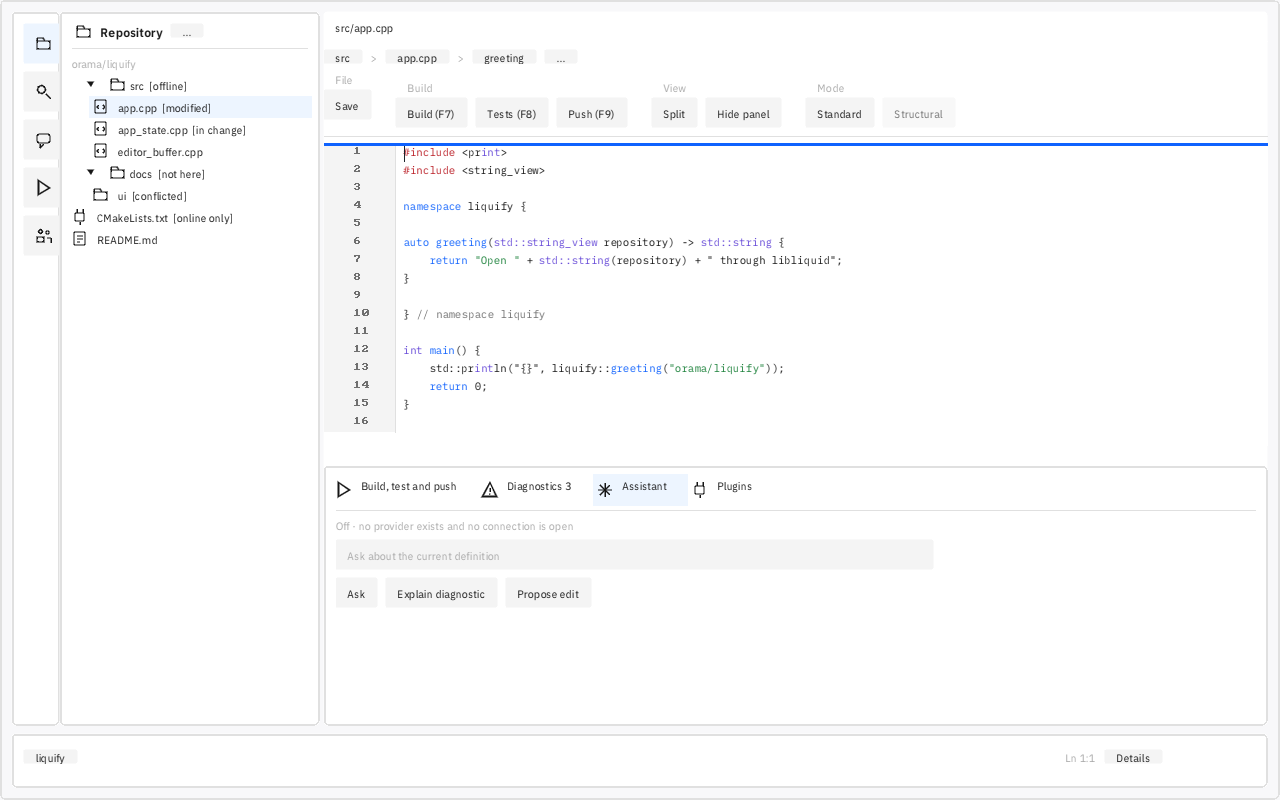 Repository ...
orama/liquify
src [offline]
app.cpp [modified]
app_state.cpp [in change]
editor_buffer.cpp
docs [not here]
ui [conflicted]
CMakeLists.txt [online only]
README.md
src/app.cpp
src > app.cpp > greeting ...
File Build View Mode
Save Build (F7) Tests (F8) Push (F9) Split Hide panel Standard Structural
1 #include <print>
2 #include <string_view>
3
4 namespace liquify {
5
6 auto greeting(std::string_view repository) -> std::string {
7     return "Open " + std::string(repository) + " through libliquid";
8 }
9
10 } // namespace liquify
11
12 int main() {
13     std::println("{}", liquify::greeting("orama/liquify"));
14     return 0;
15 }
16
Build, test and push Diagnostics 3 Assistant Plugins
Off · no provider exists and no connection is open
Ask about the current definition
Ask Explain diagnostic Propose edit
liquify Ln 1:1 Details